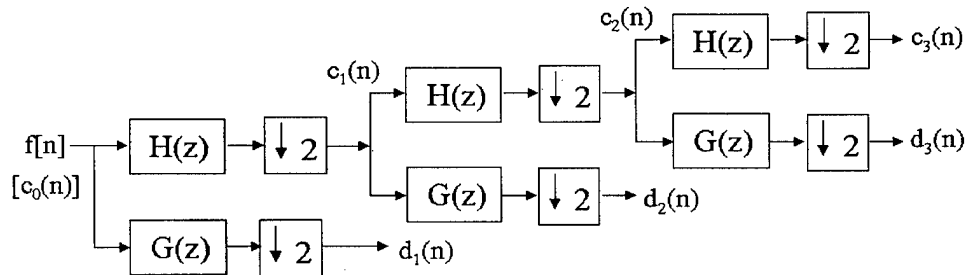 c₂(n)
H(z)
↓ 2
c₃(n)
c₁(n)
H(z)
↓ 2
G(z)
↓ 2
d₃(n)
f[n]
H(z)
↓ 2
[c₀(n)]
G(z)
↓ 2
d₂(n)
G(z)
↓ 2
d₁(n)